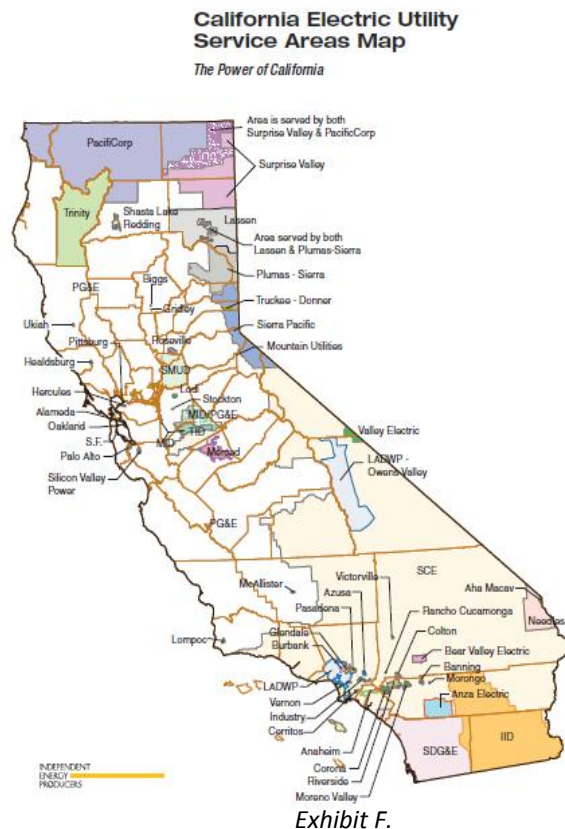 California Electric Utility
Service Areas Map
The Power of California
Area is served by both
Surprise Valley & PacificCorp
PacifiCorp
Surprise Valley
Trinity
Shasta Lake
Redding
Lassen
Area served by both
Lassen & Plumas-Sierra
Plumas - Sierra
Biggs
PG&E
Truckee - Donner
Gridley
Ukiah
Sierra Pacific
Pittsburg
Roseville
Mountain Utilities
Healdsburg
SMUD
Hercules
Lodi
Stockton
Alameda
MID/PG&E
Oakland
Valley Electric
TID
S.F.
MID
Merced
LADWP -
Owens Valley
Palo Alto
Silicon Valley
Power
PG&E
SCE
Victorville
McAllister
Azusa
Aha Macav
Pasadena
Rancho Cucamonga
Needles
Glendale
Colton
Lompoc
Burbank
Bear Valley Electric
Banning
LADWP
Morongo
Vernon
Anza Electric
Industry
Cerritos
Anaheim
SDG&E
IID
Corona
Riverside
Moreno Valley
INDEPENDENT
ENERGY
PRODUCERS
Exhibit F.